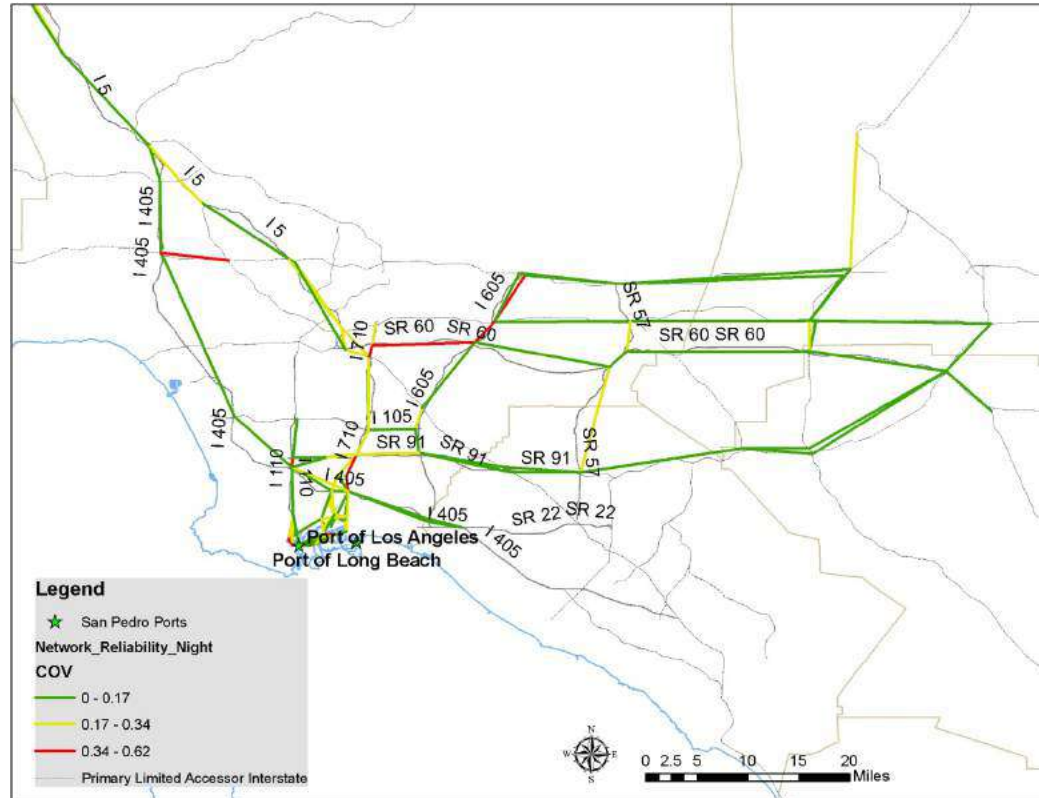 I 5
I 5
I 405
I 5
I 405
I 605
SR 57
I 710
SR 60
SR 60
SR 60 SR 60
I 605
I 405
I 105
I 710
SR 91
SR 91
SR 91
SR 57
I 110
I 710
I 405
I 405
SR 22 SR 22
I 405
Port of Los Angeles
Port of Long Beach
Legend
San Pedro Ports
Network_Reliability_Night
COV
0 - 0.17
0.17 - 0.34
0.34 - 0.62
Primary Limited Accessor Interstate
N
W E
S
0 2.5 5 10 15 20
Miles